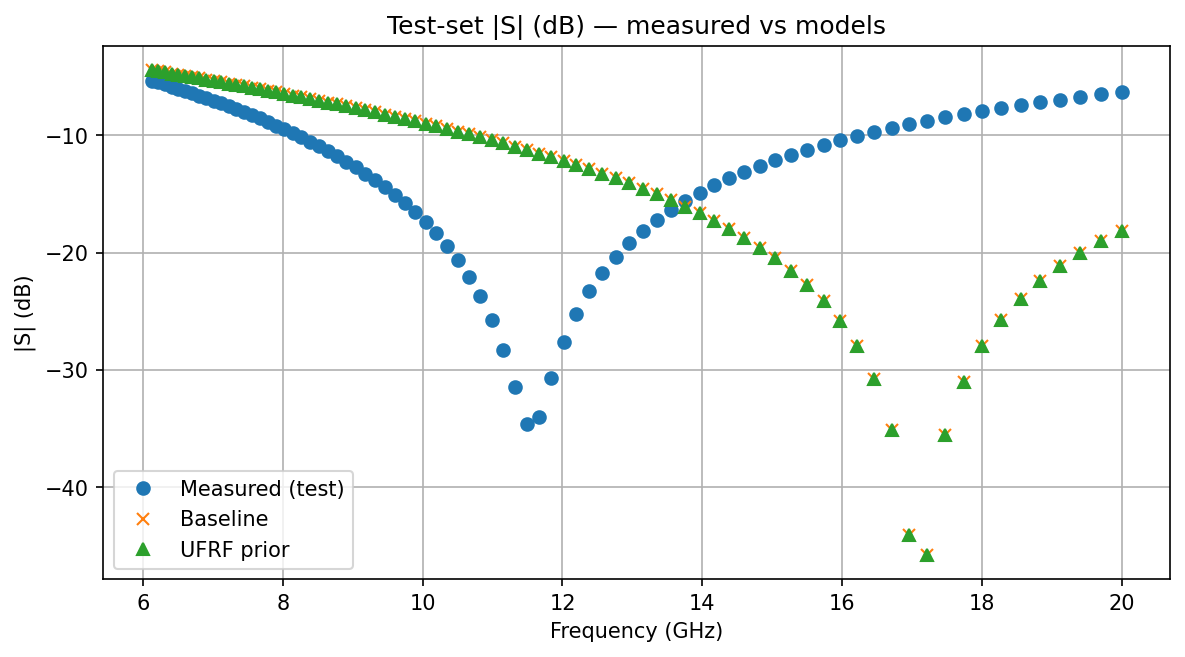 Test-set |S| (dB) — measured vs models
|S| (dB)
−10
−20
−30
−40
Measured (test)
Baseline
UFRF prior
6
8
10
12
14
16
18
20
Frequency (GHz)